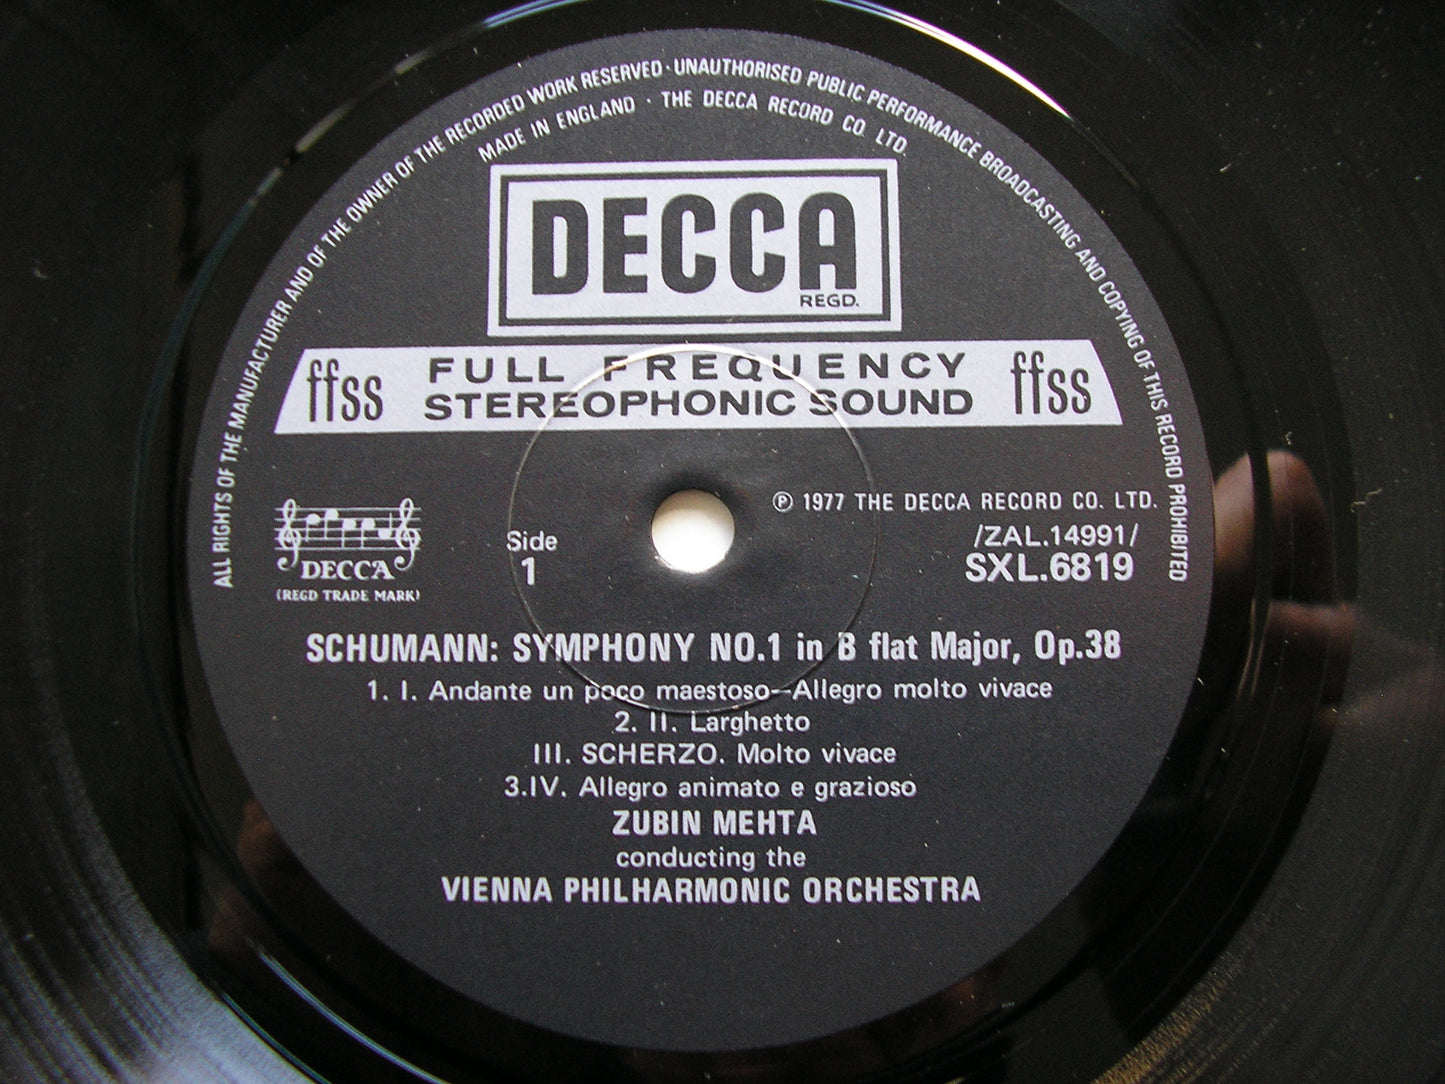 ALL RIGHTS OF THE MANUFACTURER AND OF THE OWNER OF THE RECORDED WORK RESERVED · UNAUTHORISED PUBLIC PERFORMANCE BROADCASTING AND COPYING OF THIS RECORD PROHIBITED
MADE IN ENGLAND · THE DECCA RECORD CO. LTD.
DECCA
REGD.
ffss FULL FREQUENCY STEREOPHONIC SOUND ffss
℗ 1977 THE DECCA RECORD CO. LTD.
/ZAL.14991/
SXL.6819
Side
1
DECCA
(REGD TRADE MARK)
SCHUMANN: SYMPHONY NO.1 in B flat Major, Op.38
1. I. Andante un poco maestoso—Allegro molto vivace
2. II. Larghetto
III. SCHERZO. Molto vivace
3.IV. Allegro animato e grazioso
ZUBIN MEHTA
conducting the
VIENNA PHILHARMONIC ORCHESTRA